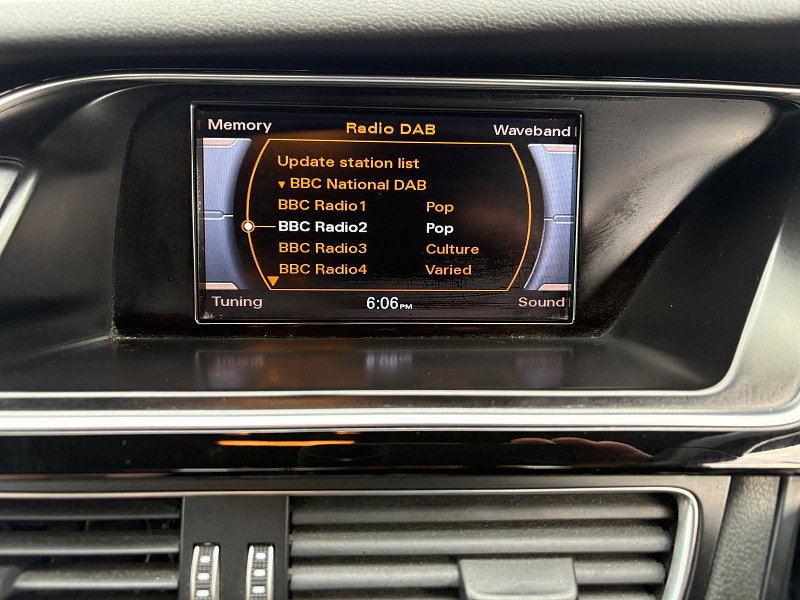 Memory Radio DAB Waveband
Update station list
BBC National DAB
BBC Radio1 Pop
BBC Radio2 Pop
BBC Radio3 Culture
BBC Radio4 Varied
Tuning 6:06PM Sound